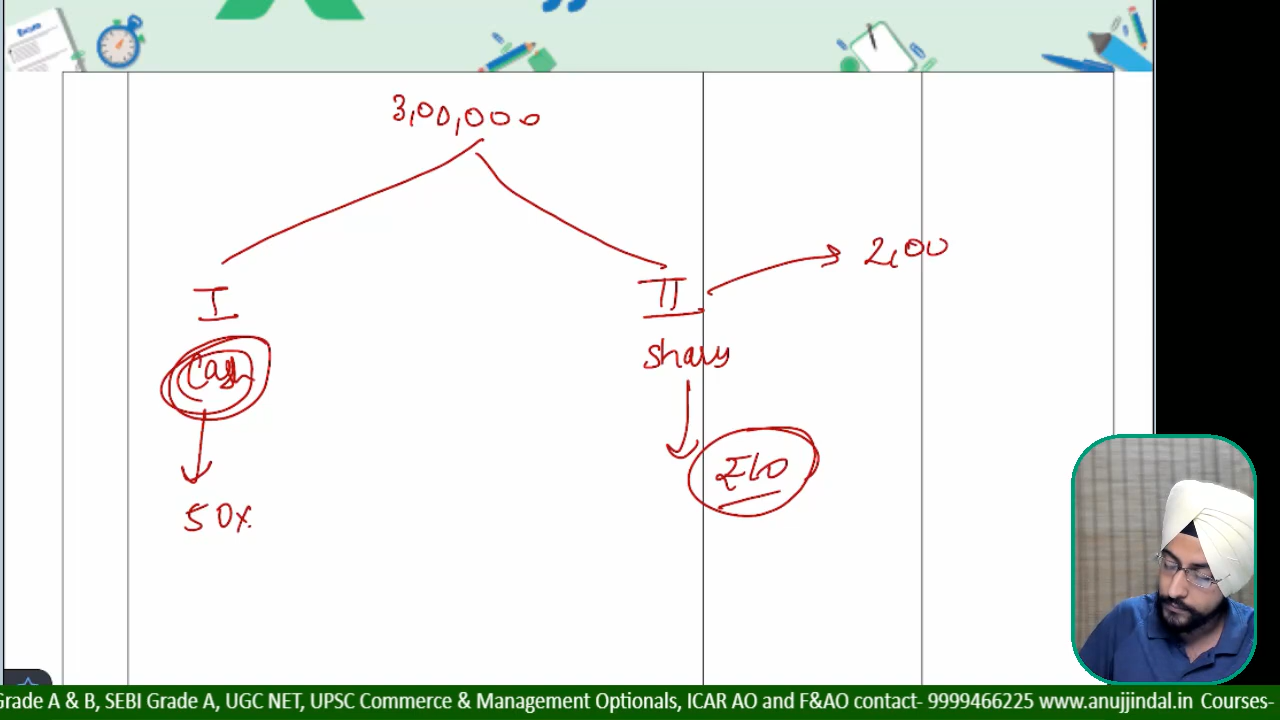 3,00,000
2,00
I
II
Cash
Shares
₹10
50x
Grade A & B, SEBI Grade A, UGC NET, UPSC Commerce & Management Optionals, ICAR AO and F&AO contact- 9999466225 www.anujjindal.in Courses-